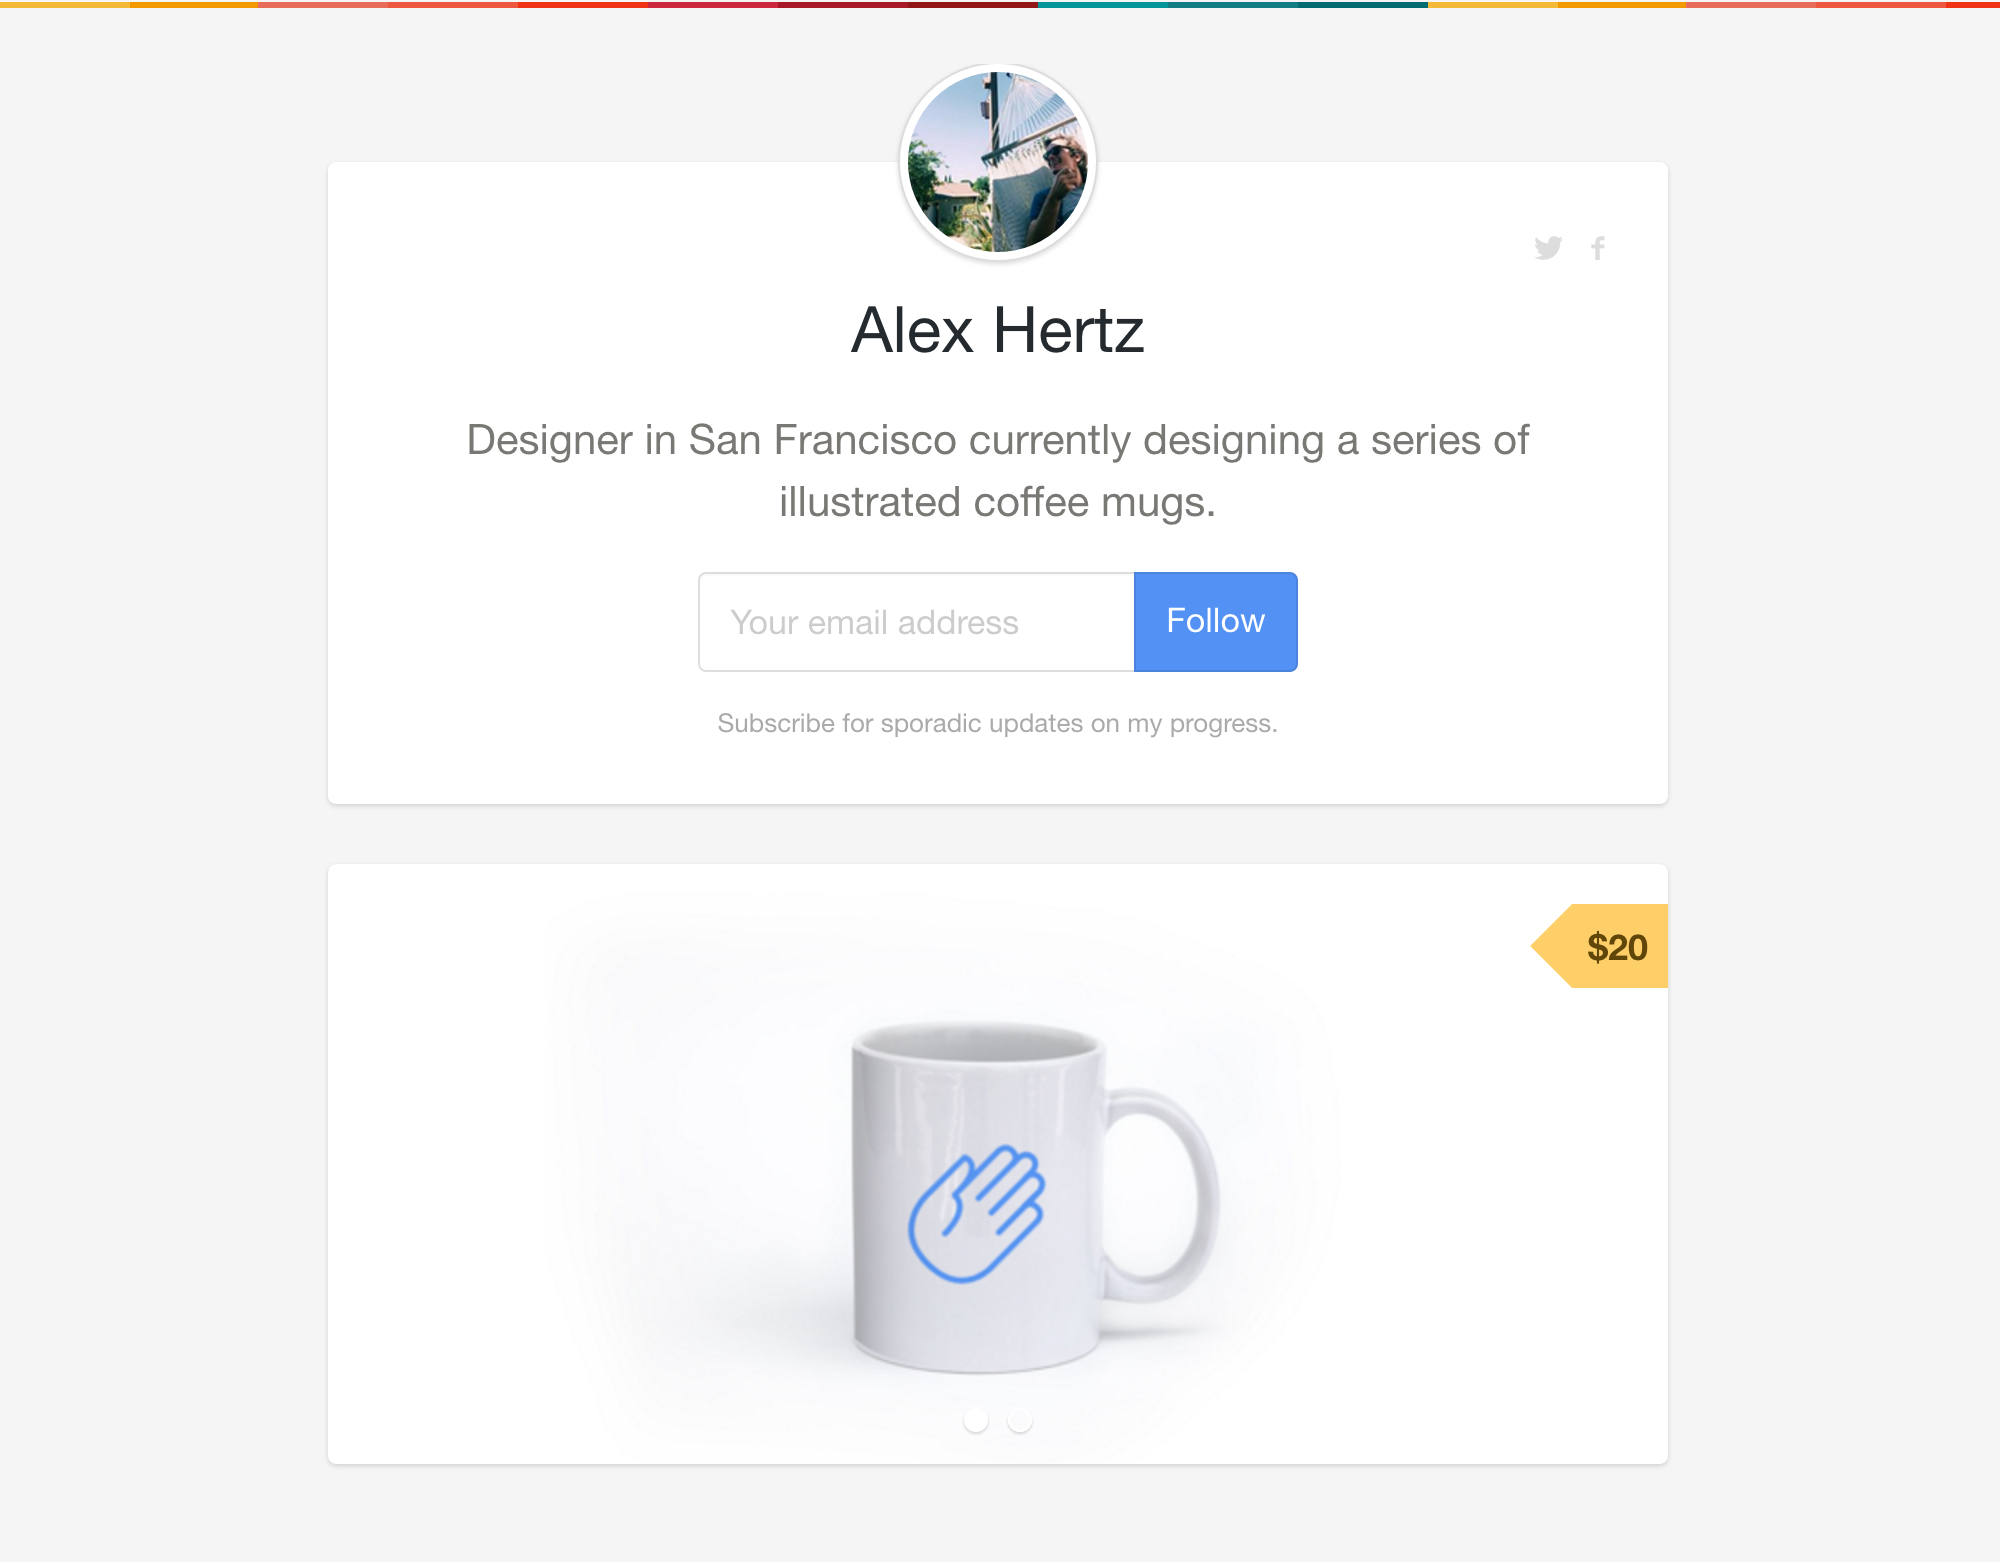 Alex Hertz
Designer in San Francisco currently designing a series of
illustrated coffee mugs.
Your email address
Follow
Subscribe for sporadic updates on my progress.
$20